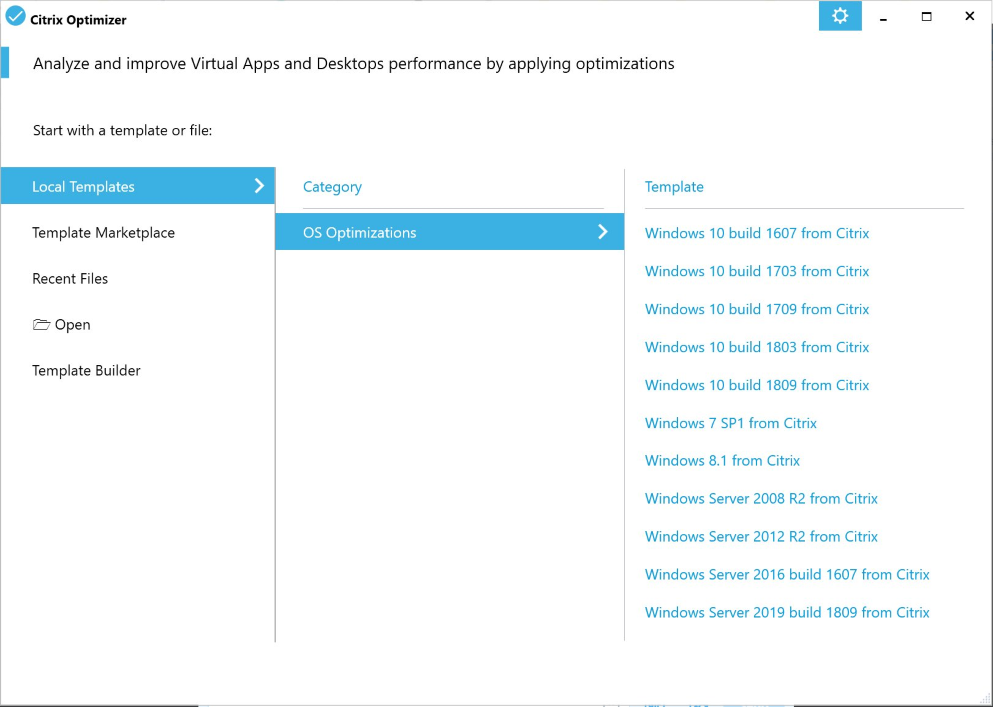 Citrix Optimizer
Analyze and improve Virtual Apps and Desktops performance by applying optimizations
Start with a template or file:
Local Templates
Template Marketplace
Recent Files
Open
Template Builder
Category
OS Optimizations
Template
Windows 10 build 1607 from Citrix
Windows 10 build 1703 from Citrix
Windows 10 build 1709 from Citrix
Windows 10 build 1803 from Citrix
Windows 10 build 1809 from Citrix
Windows 7 SP1 from Citrix
Windows 8.1 from Citrix
Windows Server 2008 R2 from Citrix
Windows Server 2012 R2 from Citrix
Windows Server 2016 build 1607 from Citrix
Windows Server 2019 build 1809 from Citrix